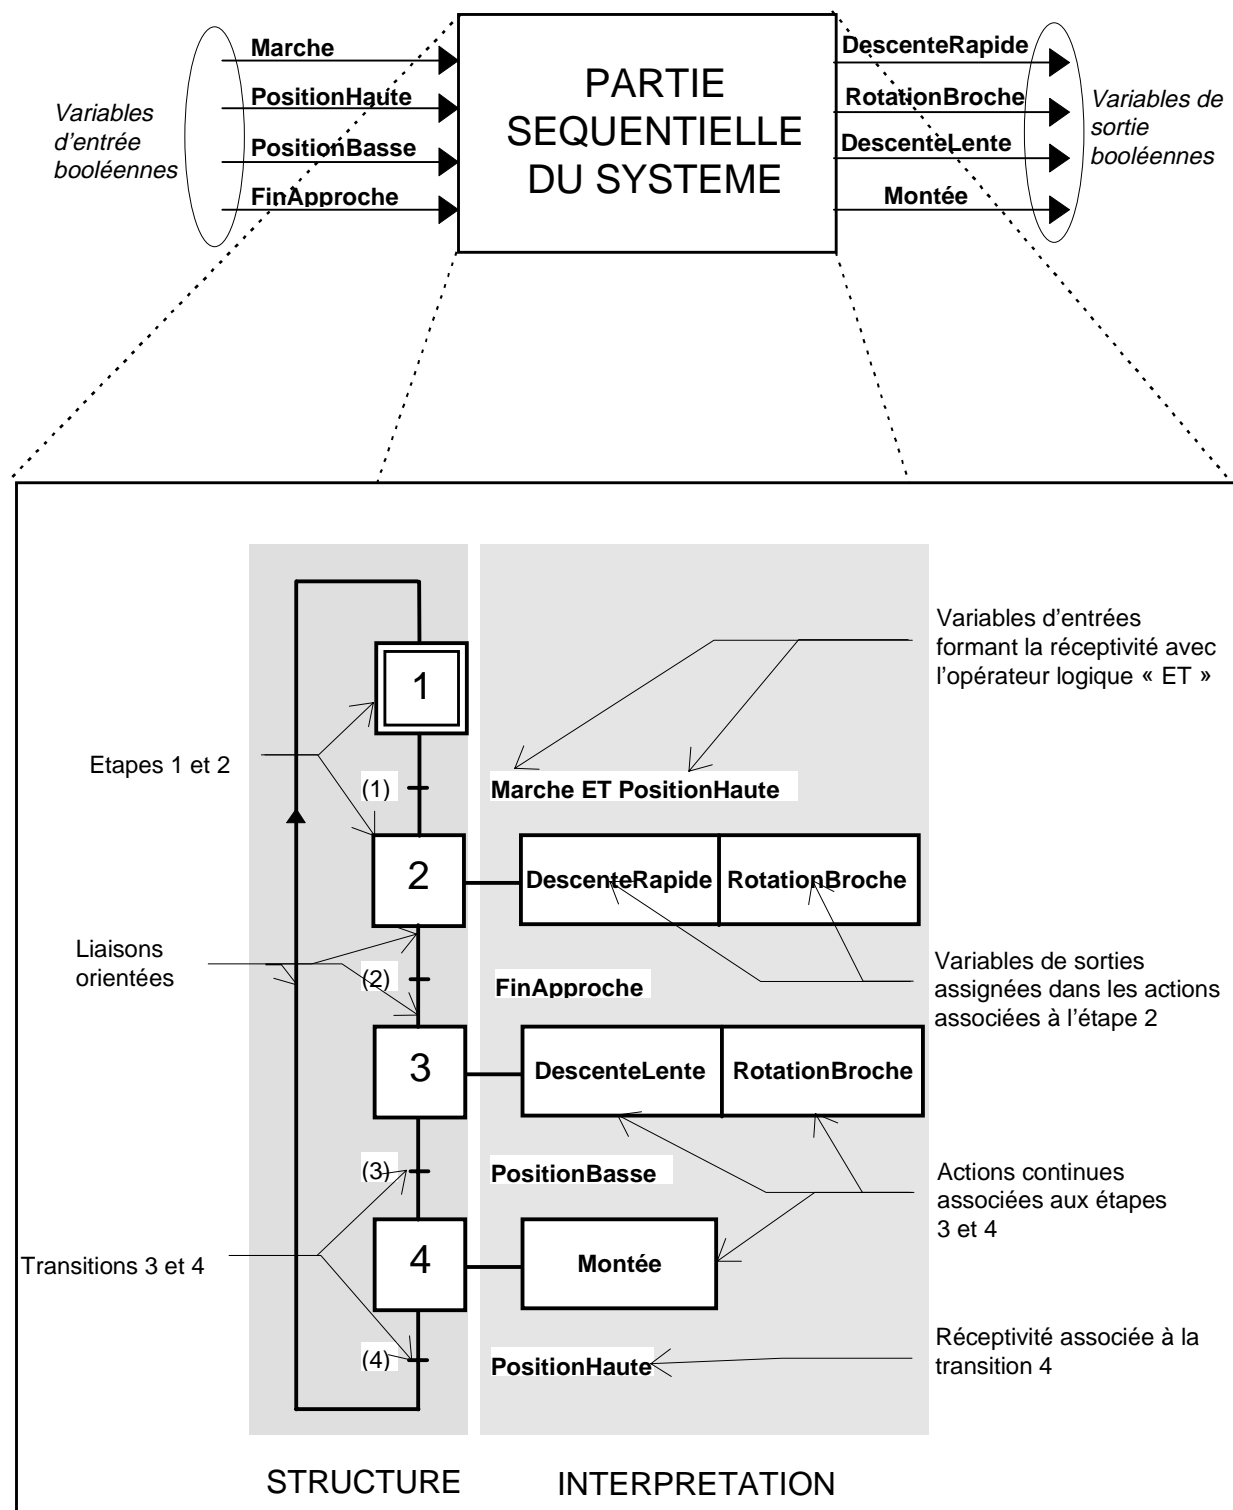 Marche
PositionHaute
PositionBasse
FinApproche
Variables
d'entrée
booléennes
PARTIE
SEQUENTIELLE
DU SYSTEME
DescenteRapide
RotationBroche
DescenteLente
Montée
Variables de
sortie
booléennes
1
Variables d'entrées
formant la réceptivité avec
l'opérateur logique « ET »
Etapes 1 et 2
(1)
Marche ET PositionHaute
2
DescenteRapide
RotationBroche
Liaisons
orientées
(2)
FinApproche
Variables de sorties
assignées dans les actions
associées à l'étape 2
3
DescenteLente
RotationBroche
(3)
PositionBasse
Actions continues
associées aux étapes
3 et 4
Transitions 3 et 4
4
Montée
(4)
PositionHaute
Réceptivité associée à la
transition 4
STRUCTURE
INTERPRETATION